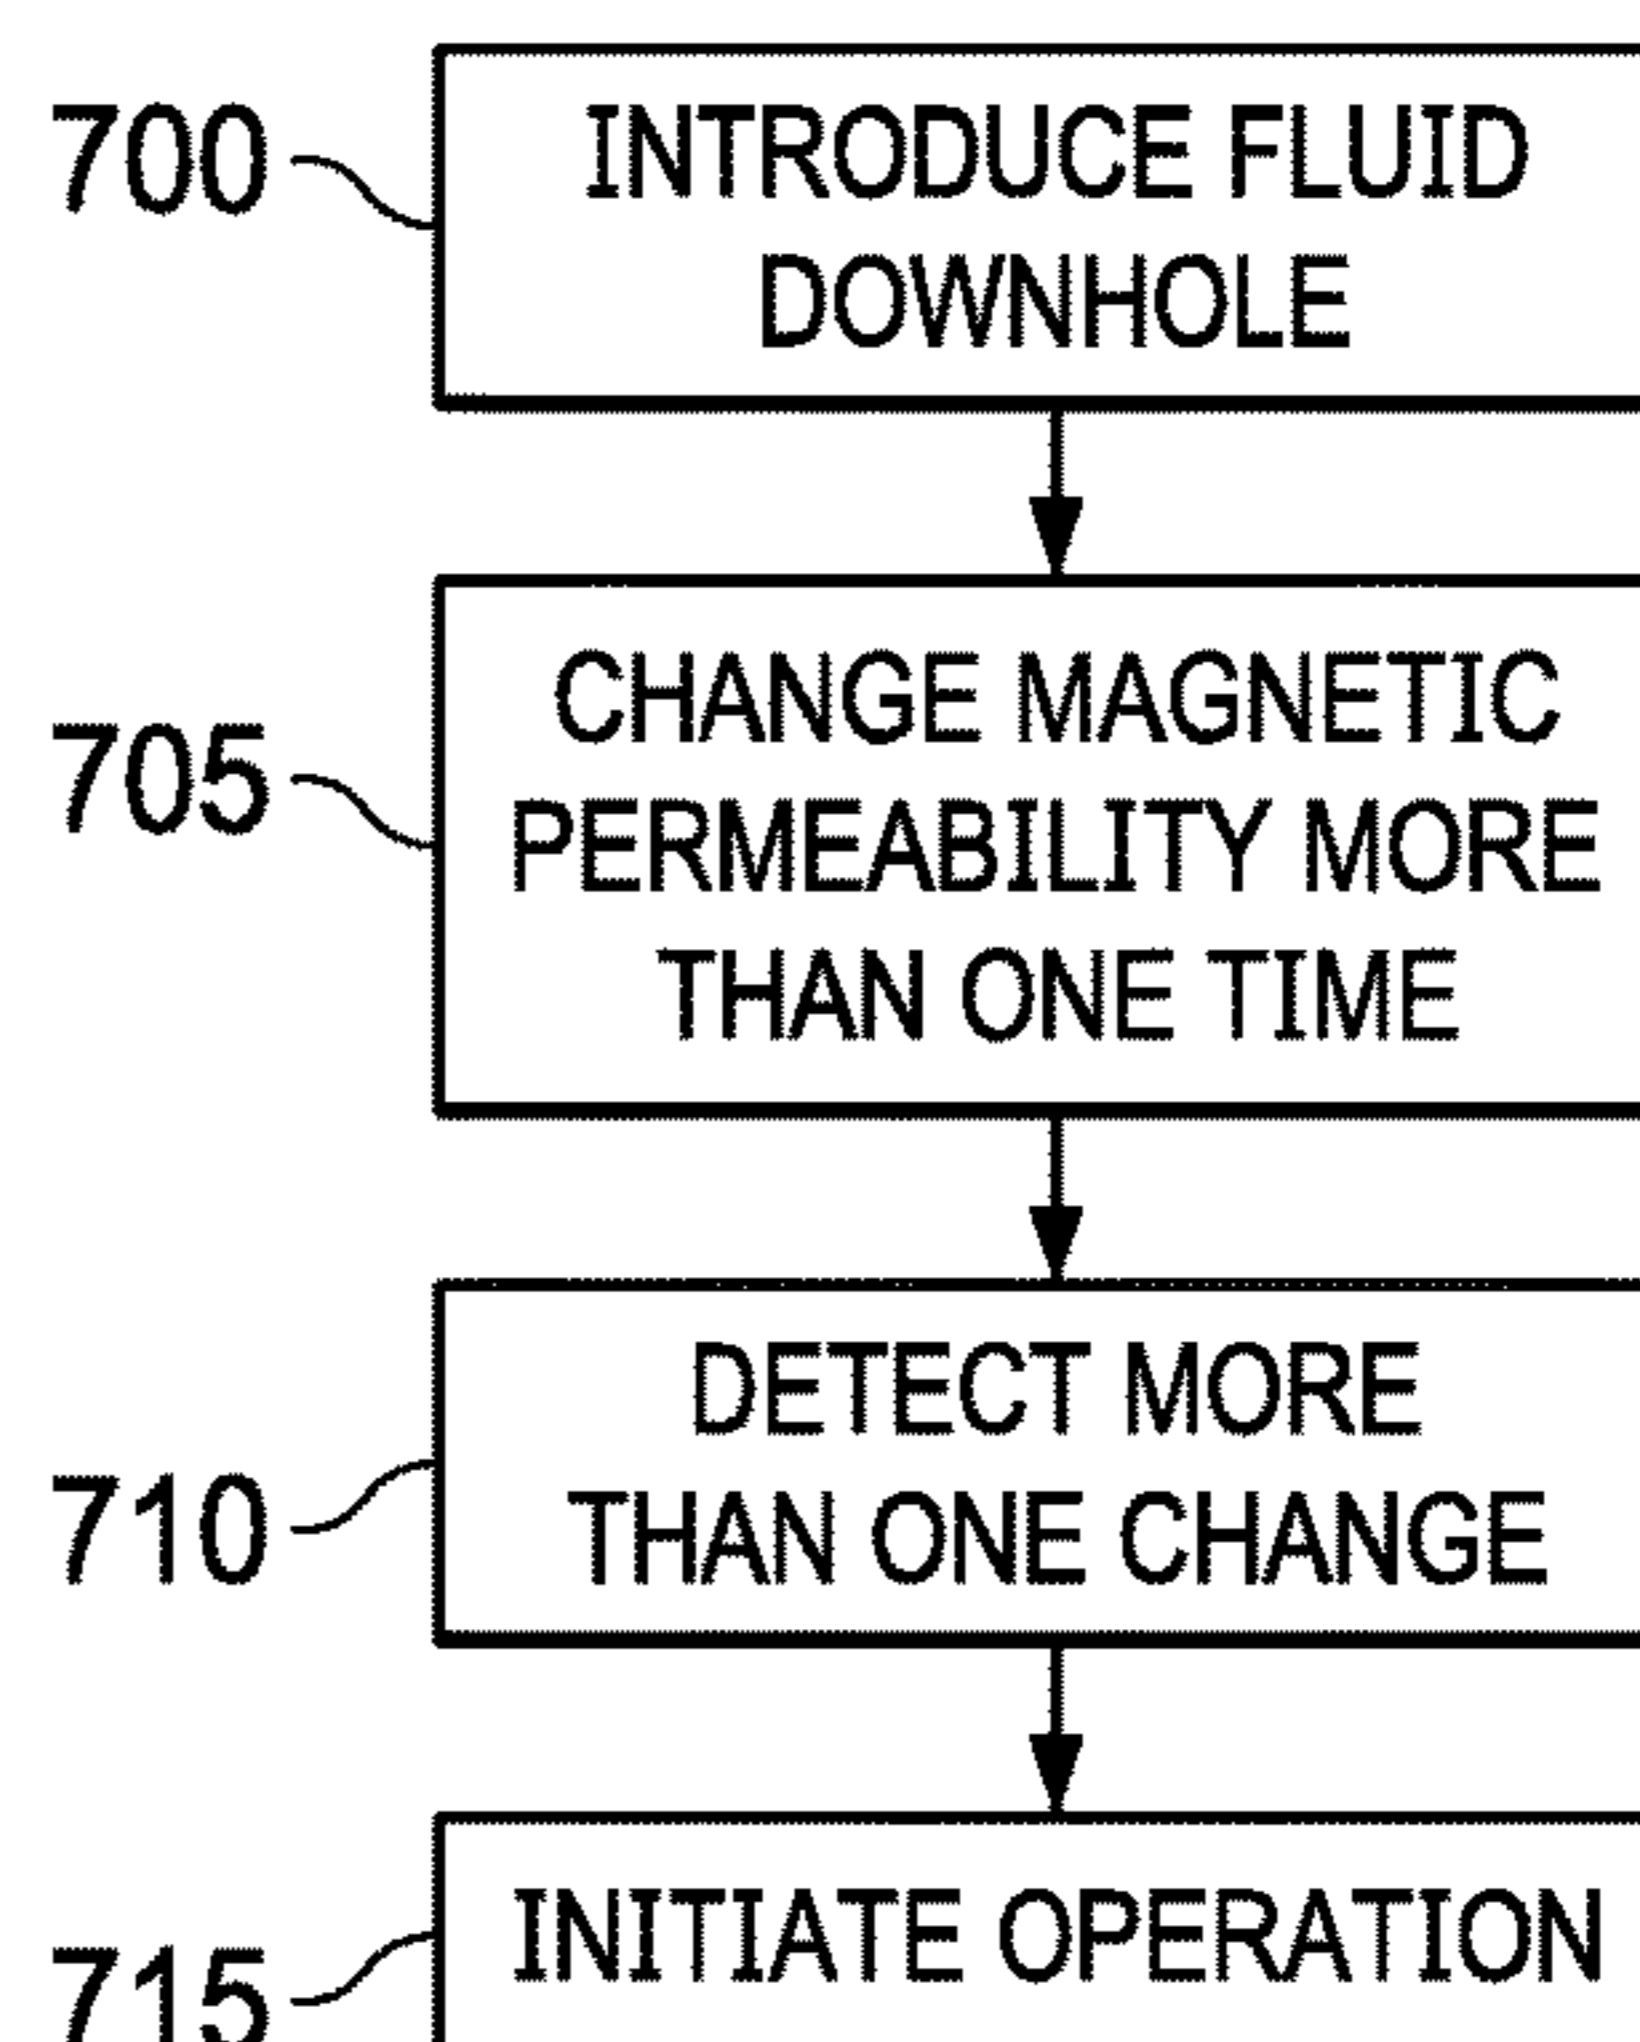 700
INTRODUCE FLUID
DOWNHOLE
705
CHANGE MAGNETIC
PERMEABILITY MORE
THAN ONE TIME
710
DETECT MORE
THAN ONE CHANGE
715
INITIATE OPERATION